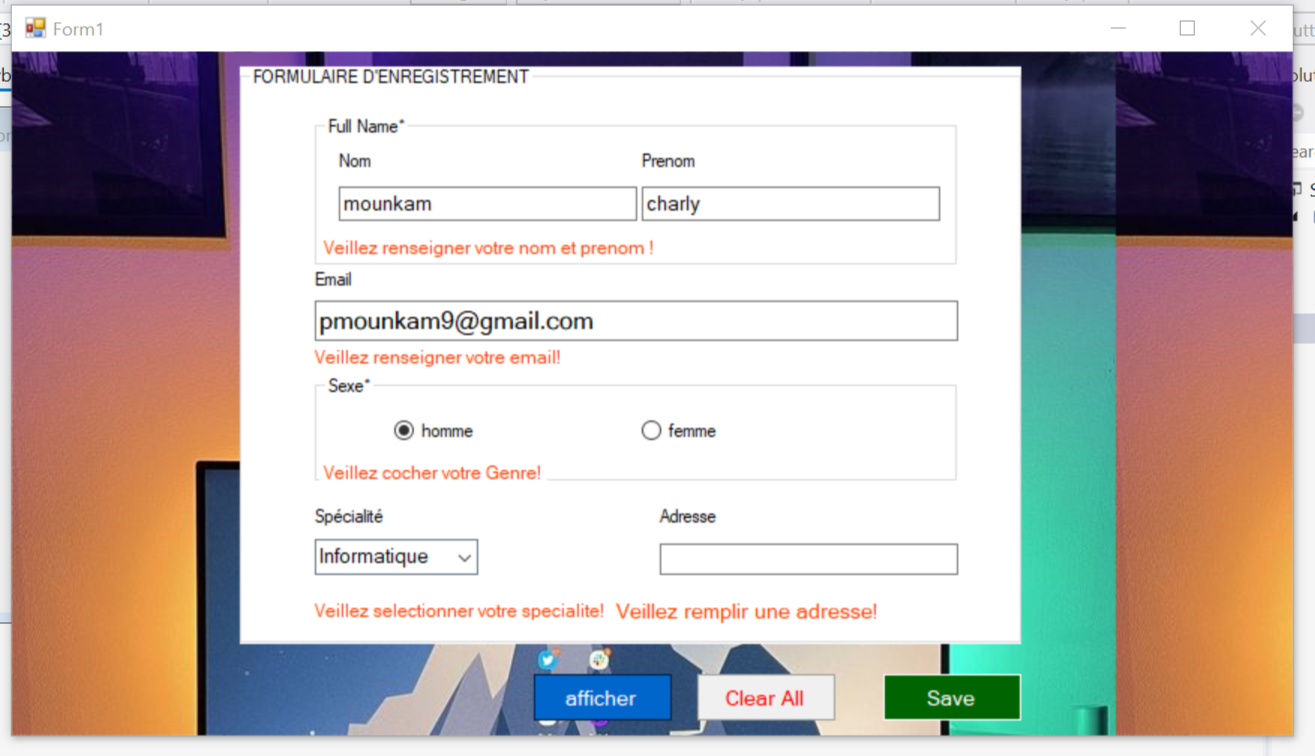 Form1
FORMULAIRE D'ENREGISTREMENT
Full Name*
Nom Prenom
mounkam charly
Veillez renseigner votre nom et prenom !
Email
pmounkam9@gmail.com
Veillez renseigner votre email!
Sexe*
homme femme
Veillez cocher votre Genre!
Spécialité Adresse
Informatique
Veillez selectionner votre specialite! Veillez remplir une adresse!
afficher Clear All Save